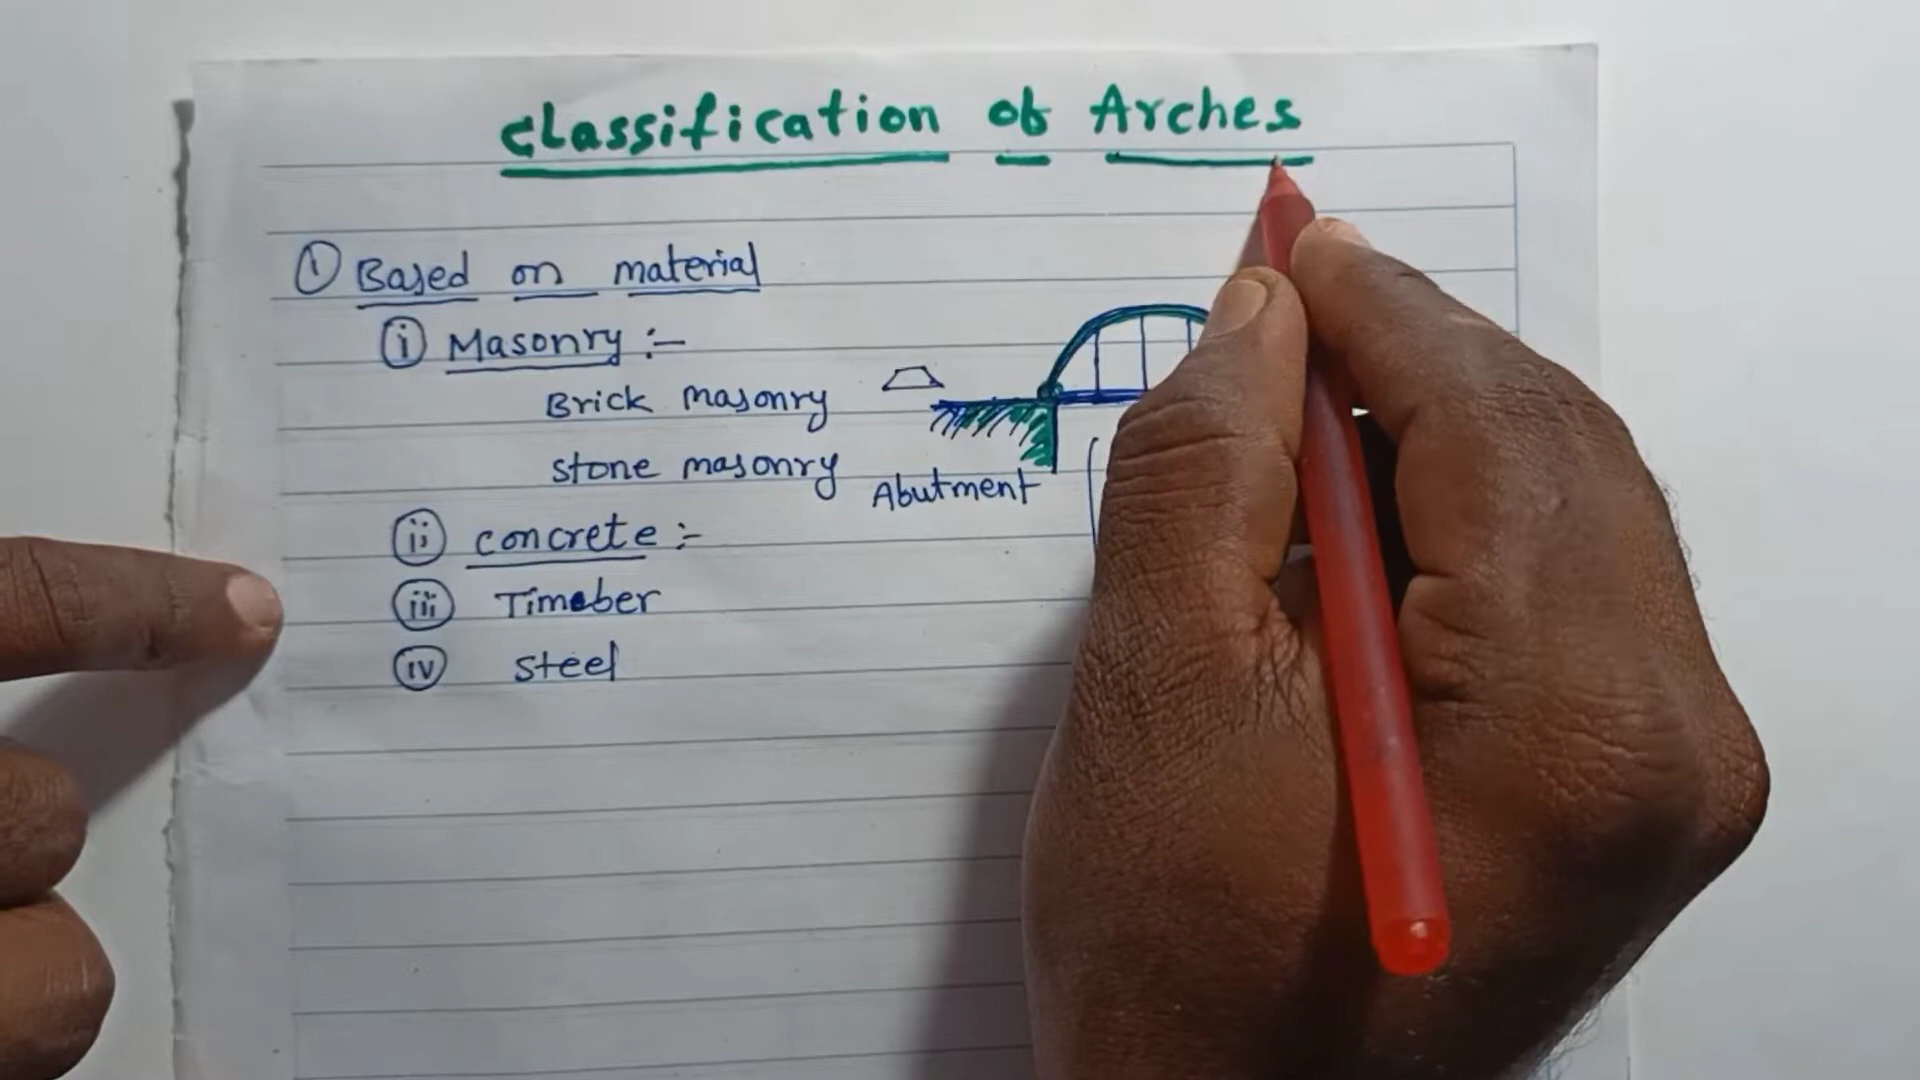 classification of Arches
① Based on material
ⓘ Masonry :-
Brick masonry
stone masonry
Abutment
(ii) concrete :-
(iii) Timber
(iv) steel